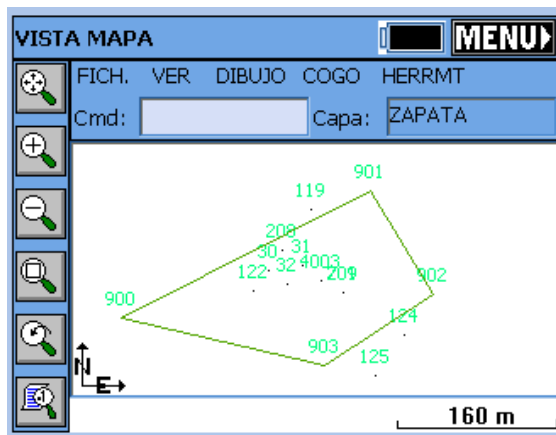 VISTA MAPA MENU
FICH. VER DIBUJO COGO HERRMT
Cmd: Capa: ZAPATA
901
119
208
30 31
122 32 4003 209
902
900
124
903
125
N
E
160 m